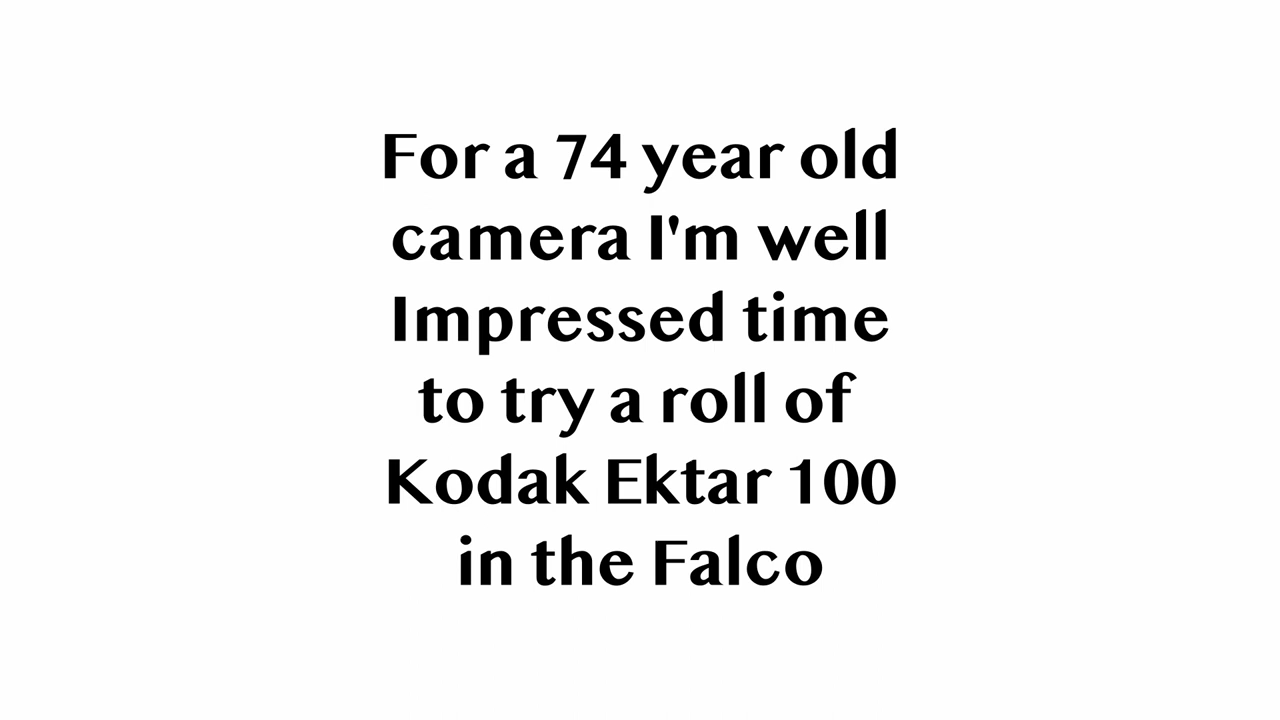 For a 74 year old
camera I'm well
Impressed time
to try a roll of
Kodak Ektar 100
in the Falco